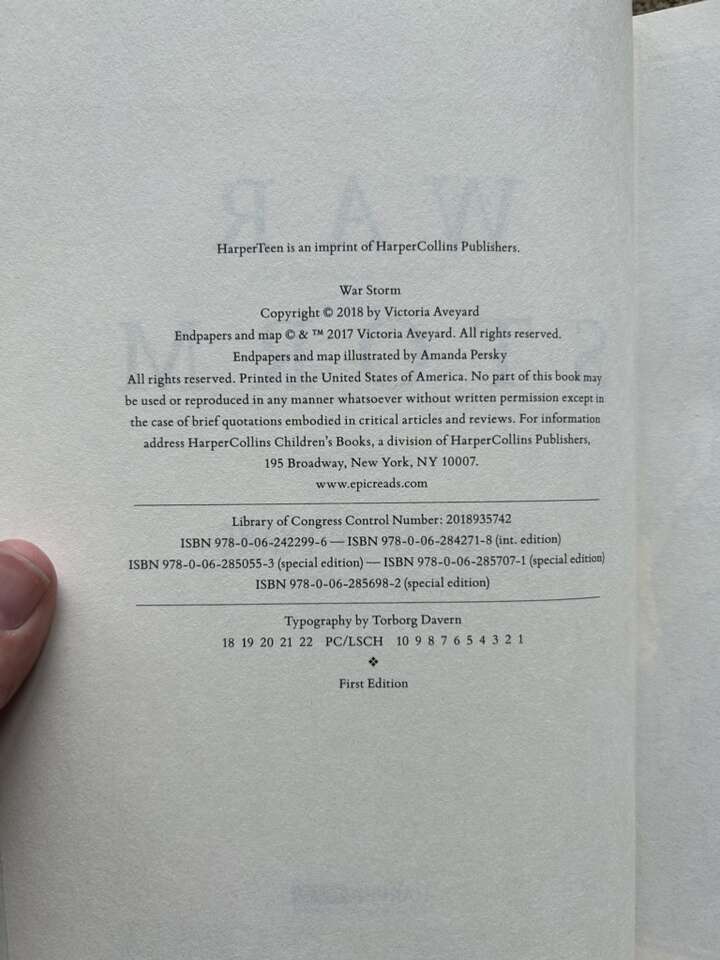 HarperTeen is an imprint of HarperCollins Publishers.
War Storm
Copyright © 2018 by Victoria Aveyard
Endpapers and map © & ™ 2017 Victoria Aveyard. All rights reserved.
Endpapers and map illustrated by Amanda Persky
All rights reserved. Printed in the United States of America. No part of this book may
be used or reproduced in any manner whatsoever without written permission except in
the case of brief quotations embodied in critical articles and reviews. For information
address HarperCollins Children's Books, a division of HarperCollins Publishers,
195 Broadway, New York, NY 10007.
www.epicreads.com
Library of Congress Control Number: 2018935742
ISBN 978-0-06-242299-6 — ISBN 978-0-06-284271-8 (int. edition)
ISBN 978-0-06-285055-3 (special edition) — ISBN 978-0-06-285707-1 (special edition)
ISBN 978-0-06-285698-2 (special edition)
Typography by Torborg Davern
18 19 20 21 22 PC/LSCH 10 9 8 7 6 5 4 3 2 1
❖
First Edition